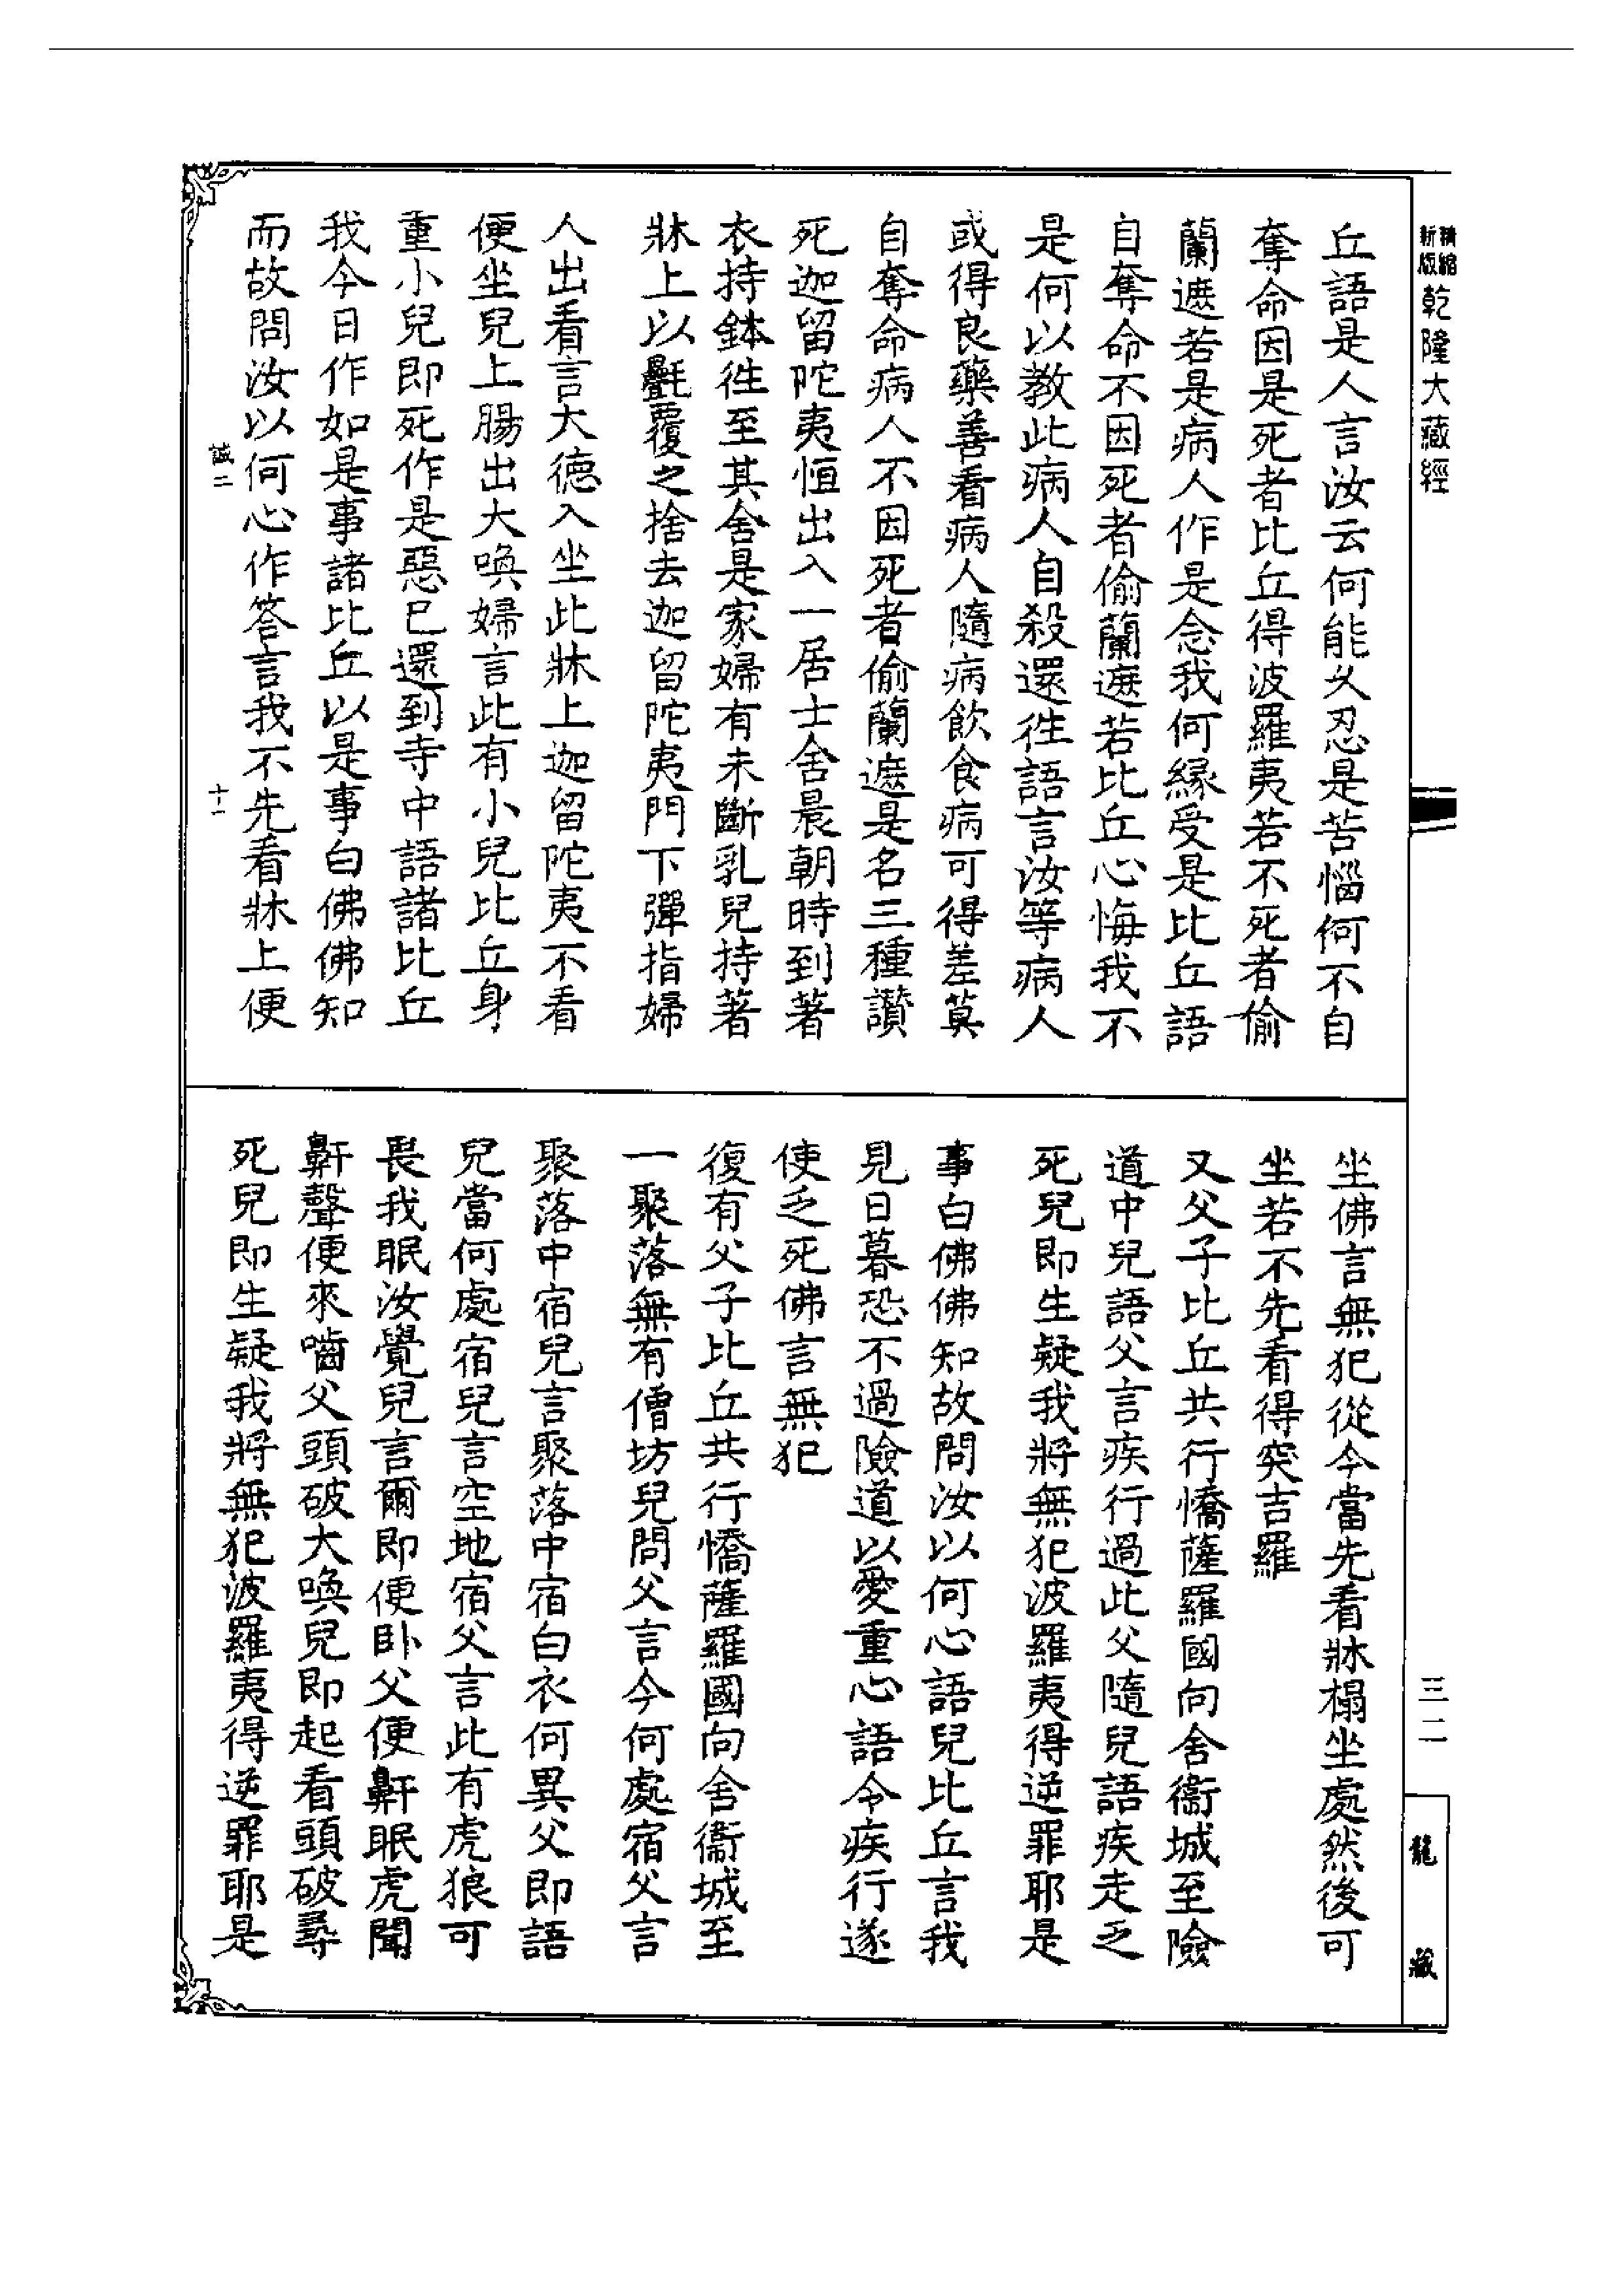 精縮
新版
乾隆大藏經
三二
龍藏
丘語是人言汝云何能久忍是苦惱何不自
奪命因是死者比丘得波羅夷若不死者偷
蘭遮若是病人作是念我何緣受是比丘語
自奪命不因死者偷蘭遮若比丘心悔我不
是何以教此病人自殺還徃語言汝等病人
或得良藥善看病人隨病飲食病可得差莫
自奪命病人不因死者偷蘭遮是名三種讚
死迦留陀夷恒出入一居士舍晨朝時到著
衣持鉢徃至其舍是家婦有未斷乳兒持著
牀上以㲲覆之捨去迦留陀夷門下彈指婦
人出看言大德入坐此牀上迦留陀夷不看
便坐兒上腸出大喚婦言此有小兒比丘身
重小兒即死作是惡已還到寺中語諸比丘
我今日作如是事諸比丘以是事白佛佛知
而故問汝以何心作答言我不先看牀上便
誠二
十一
坐佛言無犯從今當先看牀榻坐處然後可
坐若不先看得突吉羅
又父子比丘共行憍薩羅國向舍衞城至險
道中兒語父言疾行過此父隨兒語疾走乏
死兒即生疑我將無犯波羅夷得逆罪耶是
事白佛佛知故問汝以何心語兒比丘言我
見日暮恐不過險道以愛重心語令疾行遂
使乏死佛言無犯
復有父子比丘共行憍薩羅國向舍衞城至
一聚落無有僧坊兒問父言今何處宿父言
聚落中宿兒言聚落中宿白衣何異父即語
兒當何處宿兒言空地宿父言此有虎狼可
畏我眠汝覺兒言爾即便卧父便鼾眠虎聞
鼾聲便來嚙父頭破大喚兒即起看頭破尋
死兒即生疑我將無犯波羅夷得逆罪耶是